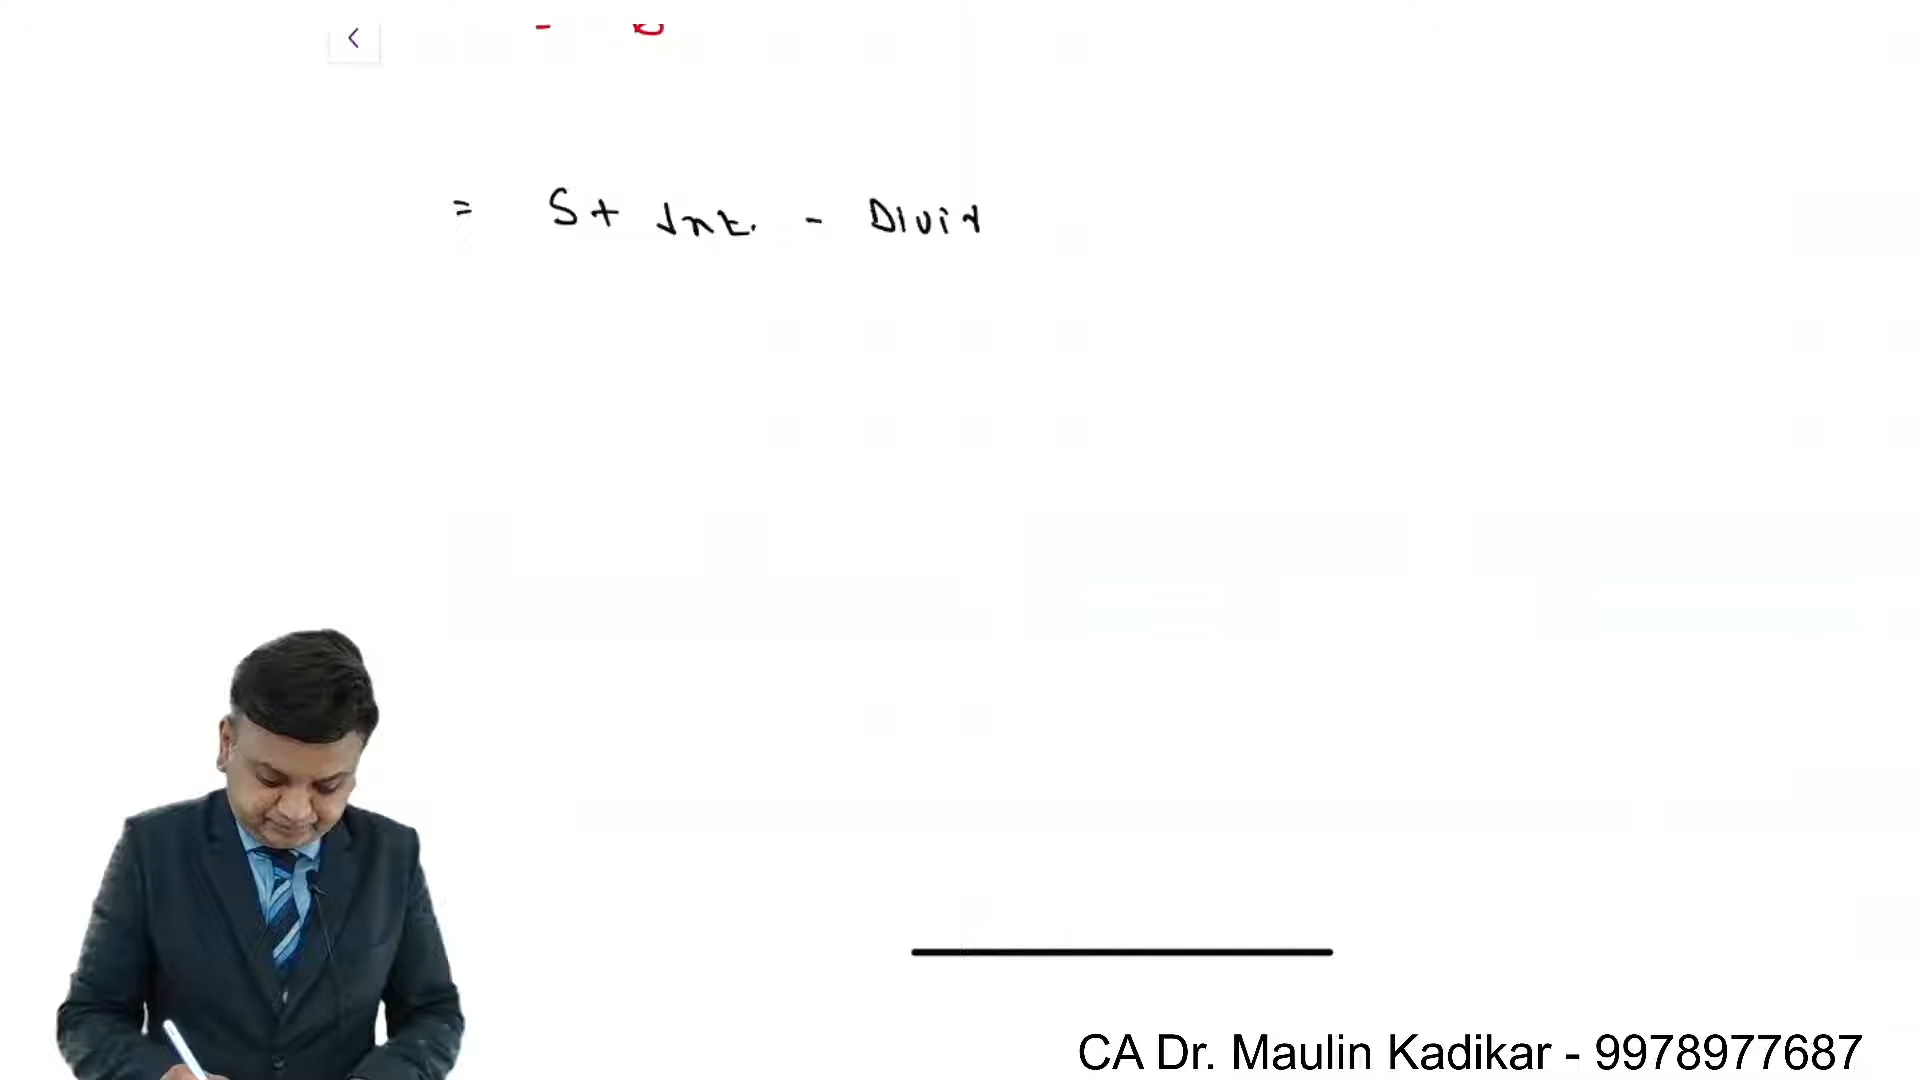 = S + Int. - Divid
CA Dr. Maulin Kadikar - 9978977687